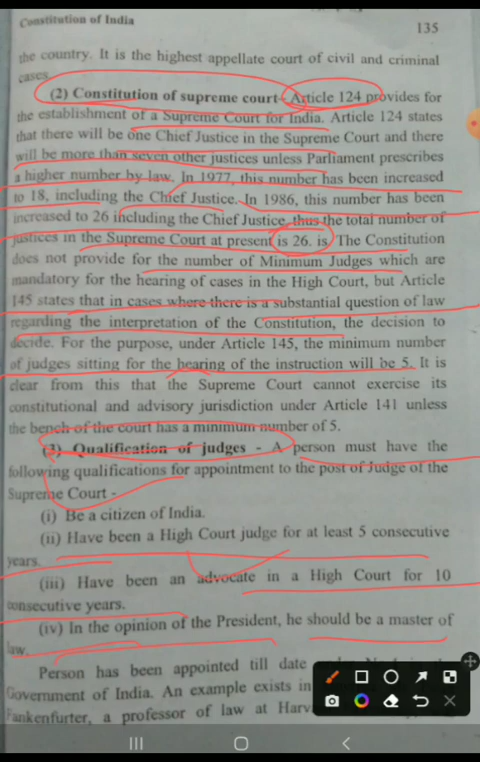 Constitution of India
135
the country. It is the highest appellate court of civil and criminal
cases.
(2) Constitution of supreme court- Article 124 provides for
the establishment of a Supreme Court for India. Article 124 states
that there will be one Chief Justice in the Supreme Court and there
will be more than seven other justices unless Parliament prescribes
a higher number by law. In 1977, this number has been increased
to 18, including the Chief Justice. In 1986, this number has been
increased to 26 including the Chief Justice, thus the total number of
justices in the Supreme Court at present is 26. is The Constitution
does not provide for the number of Minimum Judges which are
mandatory for the hearing of cases in the High Court, but Article
145 states that in cases where there is a substantial question of law
regarding the interpretation of the Constitution, the decision to
decide. For the purpose, under Article 145, the minimum number
of judges sitting for the hearing of the instruction will be 5. It is
clear from this that the Supreme Court cannot exercise its
constitutional and advisory jurisdiction under Article 141 unless
the bench of the court has a minimum number of 5.
(3) Qualification of judges - A person must have the
following qualifications for appointment to the post of Judge of the
Supreme Court -
(i) Be a citizen of India.
(ii) Have been a High Court judge for at least 5 consecutive
years.
(iii) Have been an advocate in a High Court for 10
consecutive years.
(iv) In the opinion of the President, he should be a master of
law.
Person has been appointed till date
Government of India. An example exists in
Fankenfurter, a professor of law at